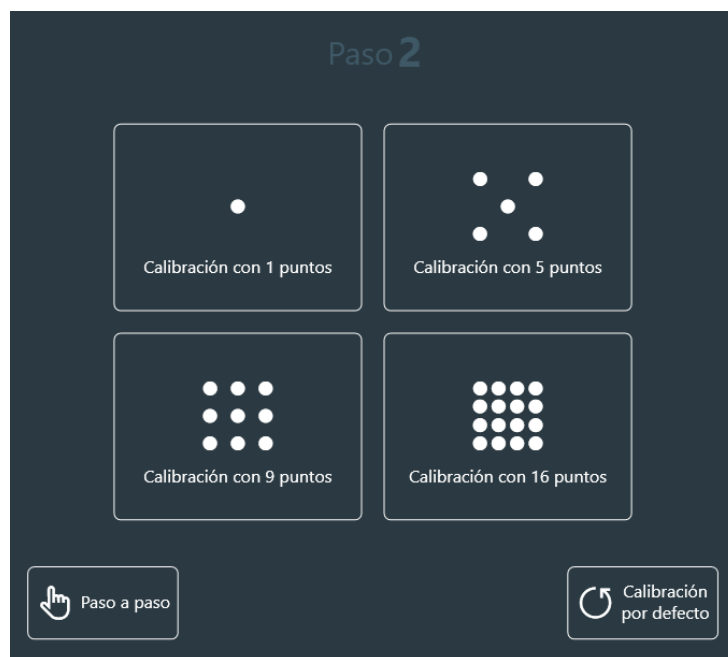 Paso 2
Calibración con 1 puntos
Calibración con 5 puntos
Calibración con 9 puntos
Calibración con 16 puntos
Paso a paso
Calibración
por defecto